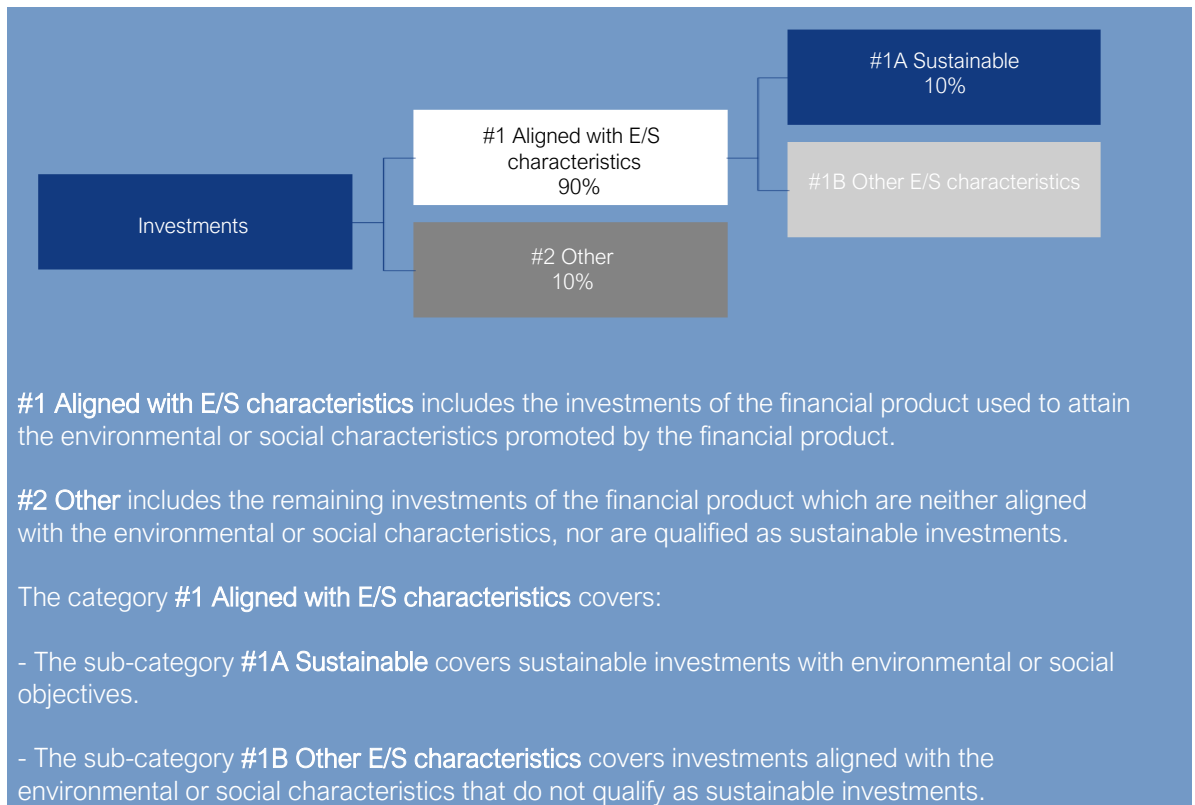 #1A Sustainable
10%
#1 Aligned with E/S
characteristics
90%
#1B Other E/S characteristics
Investments
#2 Other
10%
#1 Aligned with E/S characteristics includes the investments of the financial product used to attain
the environmental or social characteristics promoted by the financial product.
#2 Other includes the remaining investments of the financial product which are neither aligned
with the environmental or social characteristics, nor are qualified as sustainable investments.
The category #1 Aligned with E/S characteristics covers:
- The sub-category #1A Sustainable covers sustainable investments with environmental or social
objectives.
- The sub-category #1B Other E/S characteristics covers investments aligned with the
environmental or social characteristics that do not qualify as sustainable investments.